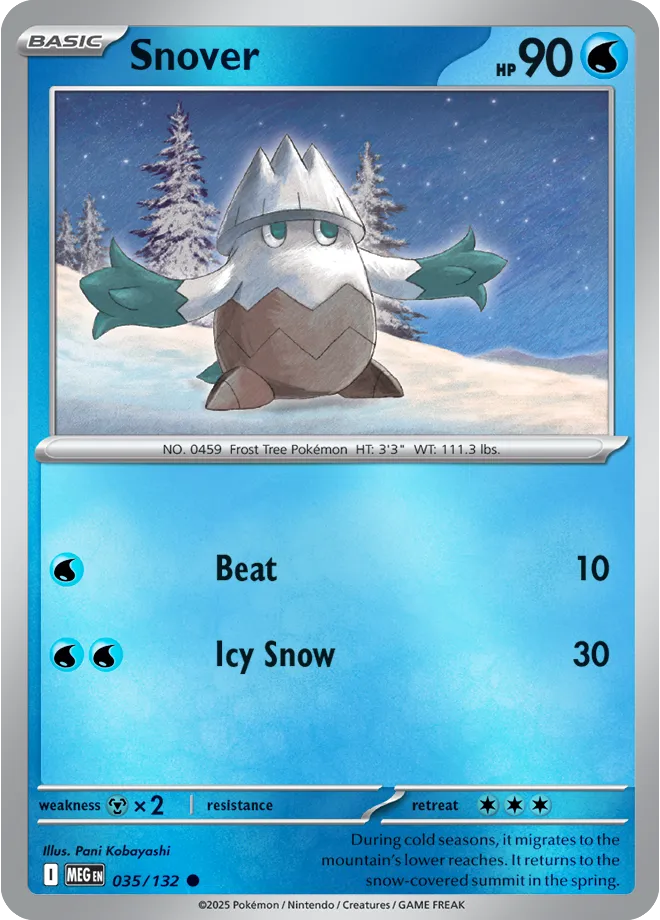 BASIC Snover HP 90
NO. 0459 Frost Tree Pokémon HT: 3'3" WT: 111.3 lbs.
Beat 10
Icy Snow 30
weakness ×2 resistance retreat
Illus. Pani Kobayashi
I MEG EN 035/132
During cold seasons, it migrates to the
mountain's lower reaches. It returns to the
snow-covered summit in the spring.
©2025 Pokémon / Nintendo / Creatures / GAME FREAK